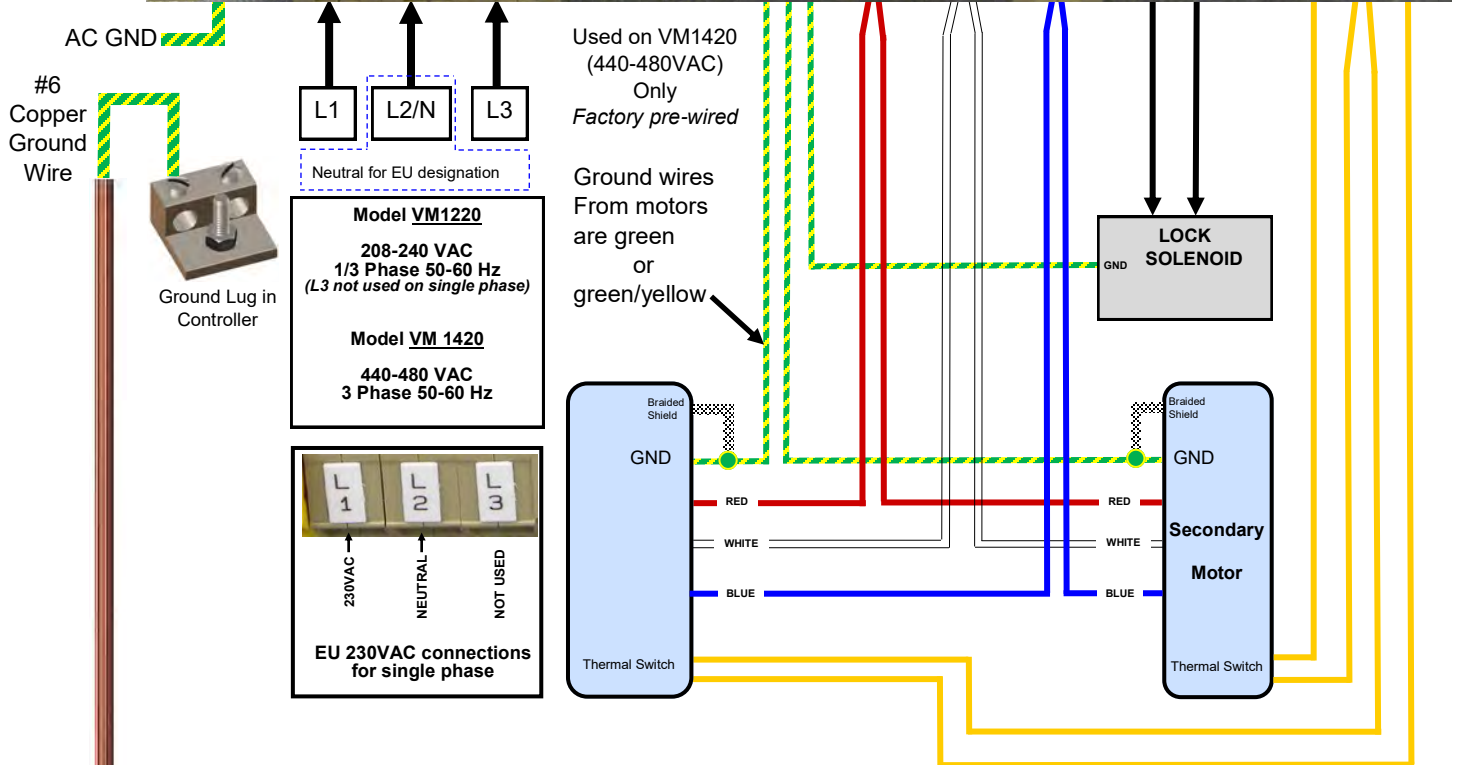 AC GND
#6
Copper
Ground
Wire
Ground Lug in
Controller
L1
L2/N
L3
Neutral for EU designation
Model VM1220
208-240 VAC
1/3 Phase 50-60 Hz
(L3 not used on single phase)
Model VM 1420
440-480 VAC
3 Phase 50-60 Hz
L
1
L
2
L
3
230VAC
NEUTRAL
NOT USED
EU 230VAC connections
for single phase
Used on VM1420
(440-480VAC)
Only
Factory pre-wired
Ground wires
From motors
are green
or
green/yellow
LOCK
SOLENOID
GND
Braided
Shield
GND
RED
WHITE
BLUE
Thermal Switch
Braided
Shield
GND
RED
WHITE
BLUE
Secondary
Motor
Thermal Switch